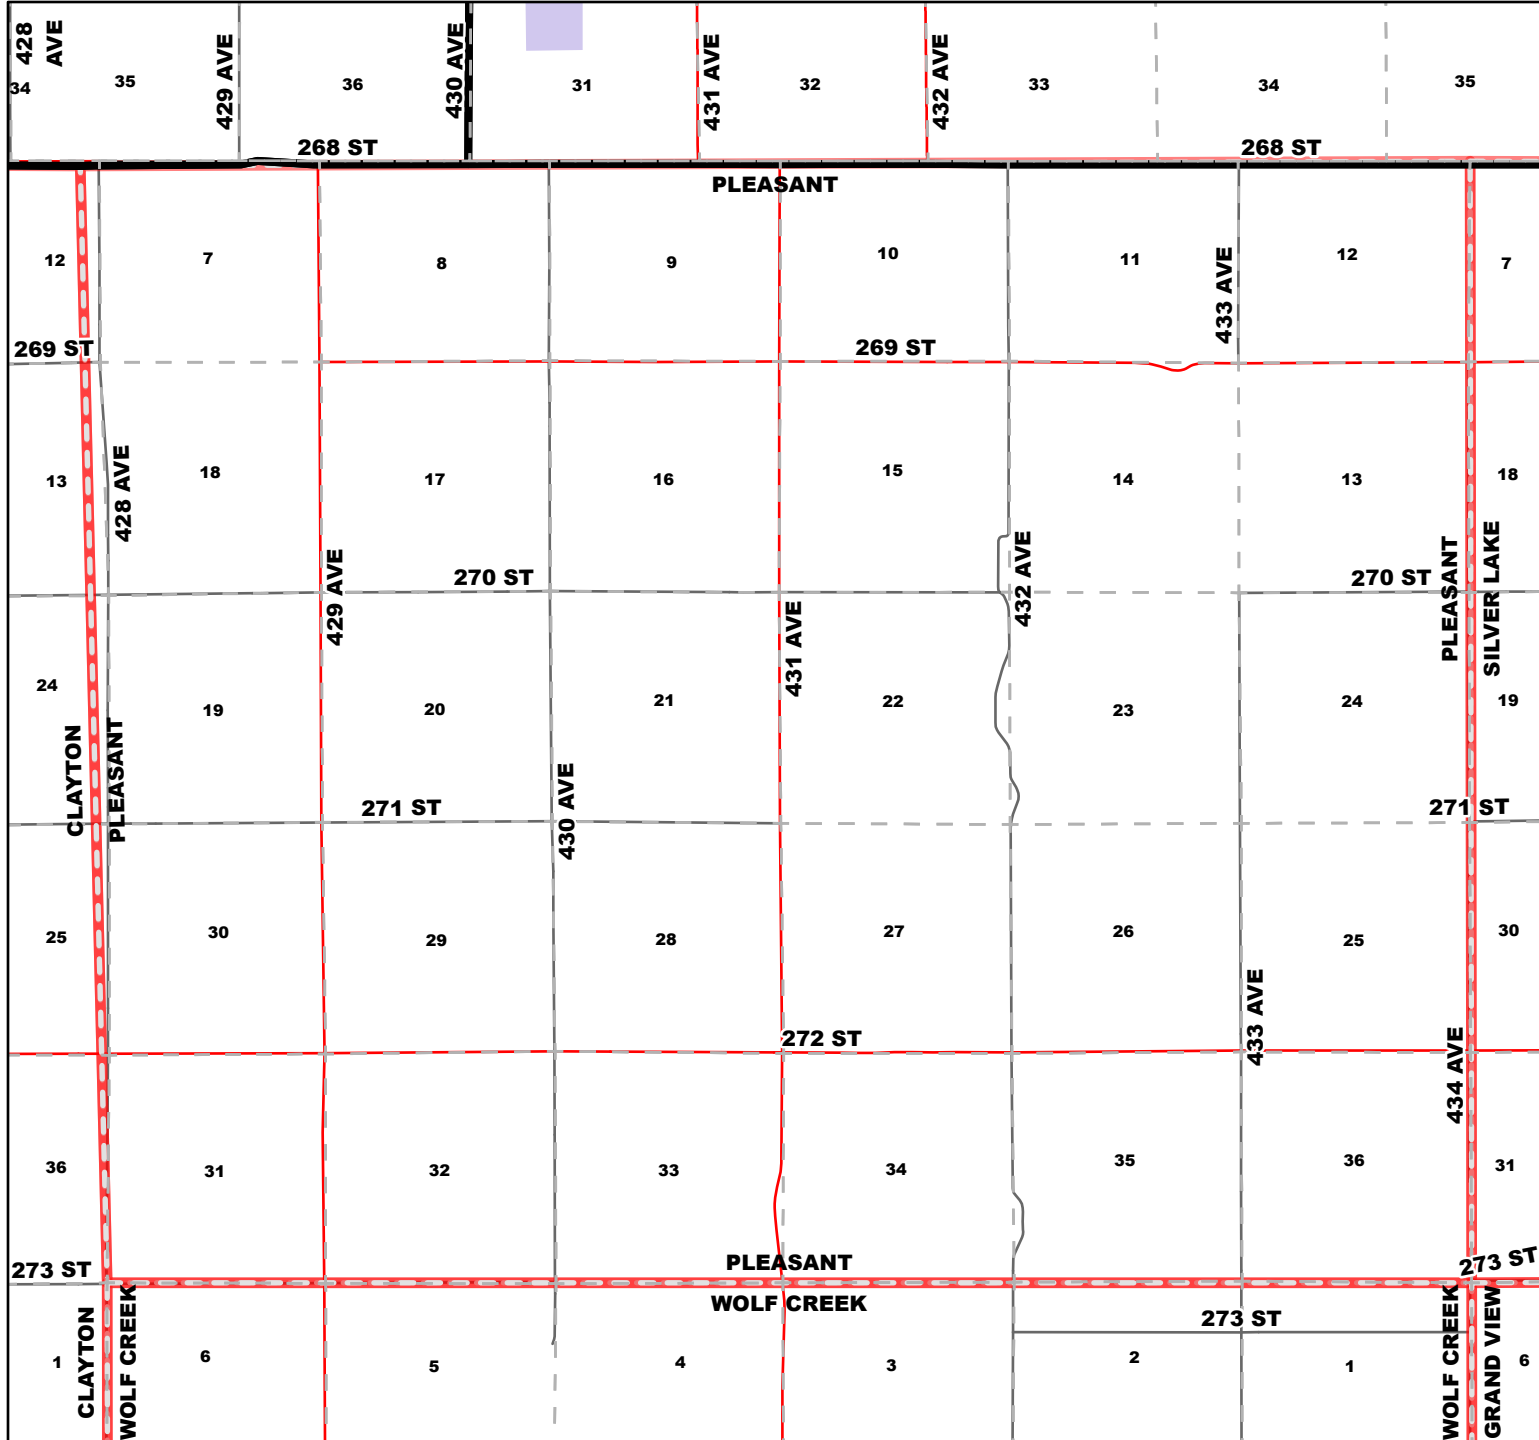 428
AVE
34
35
429 AVE
36
430 AVE
31
431 AVE
32
432 AVE
33
34
35
268 ST
268 ST
PLEASANT
12
7
8
9
10
11
433 AVE
12
7
269 ST
269 ST
13
428 AVE
18
17
16
15
14
13
18
429 AVE
270 ST
432 AVE
270 ST
PLEASANT
SILVER LAKE
24
19
20
21
431 AVE
22
23
24
19
CLAYTON
PLEASANT
271 ST
430 AVE
271 ST
25
30
29
28
27
26
25
30
433 AVE
272 ST
434 AVE
36
31
32
33
34
35
36
31
273 ST
PLEASANT
273 ST
WOLF CREEK
273 ST
CLAYTON
WOLF CREEK
WOLF CREEK
GRAND VIEW
1
6
5
4
3
2
1
6